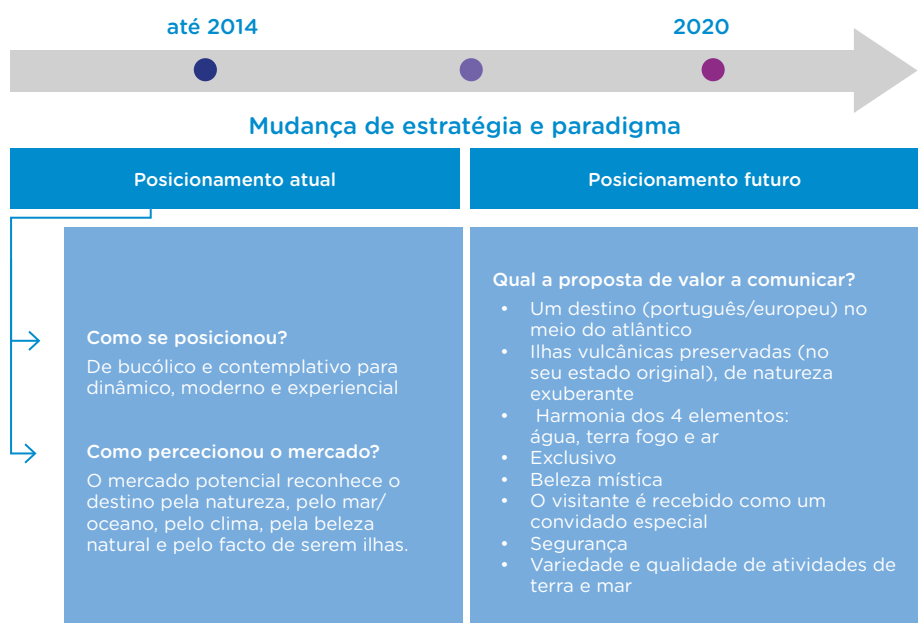 até 2014
2020
Mudança de estratégia e paradigma
Posicionamento atual
Posicionamento futuro
Como se posicionou?
De bucólico e contemplativo para
dinâmico, moderno e experiencial
Como percecionou o mercado?
O mercado potencial reconhece o
destino pela natureza, pelo mar/
oceano, pelo clima, pela beleza
natural e pelo facto de serem ilhas.
Qual a proposta de valor a comunicar?
• Um destino (português/europeu) no
meio do atlântico
• Ilhas vulcânicas preservadas (no
seu estado original), de natureza
exuberante
• Harmonia dos 4 elementos:
água, terra fogo e ar
• Exclusivo
• Beleza mística
• O visitante é recebido como um
convidado especial
• Segurança
• Variedade e qualidade de atividades de
terra e mar